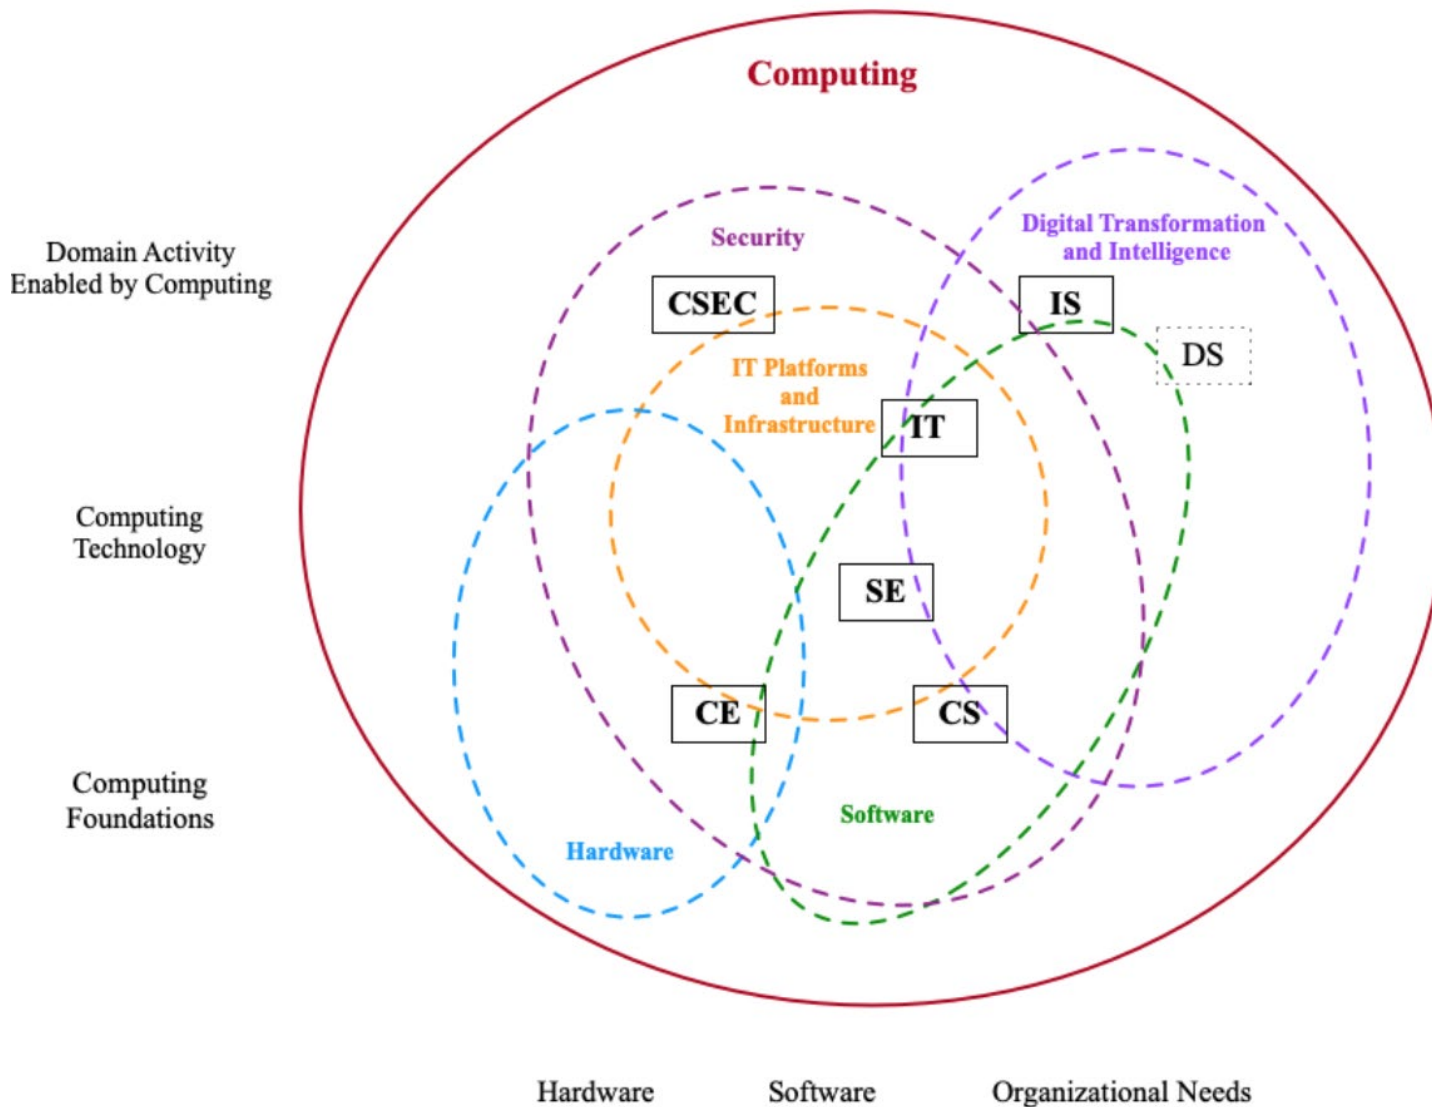 Computing
Security
Digital Transformation
and Intelligence
Domain Activity
Enabled by Computing
CSEC
IS
DS
IT Platforms
and
Infrastructure
IT
Computing
Technology
SE
CE
CS
Computing
Foundations
Software
Hardware
Hardware
Software
Organizational Needs